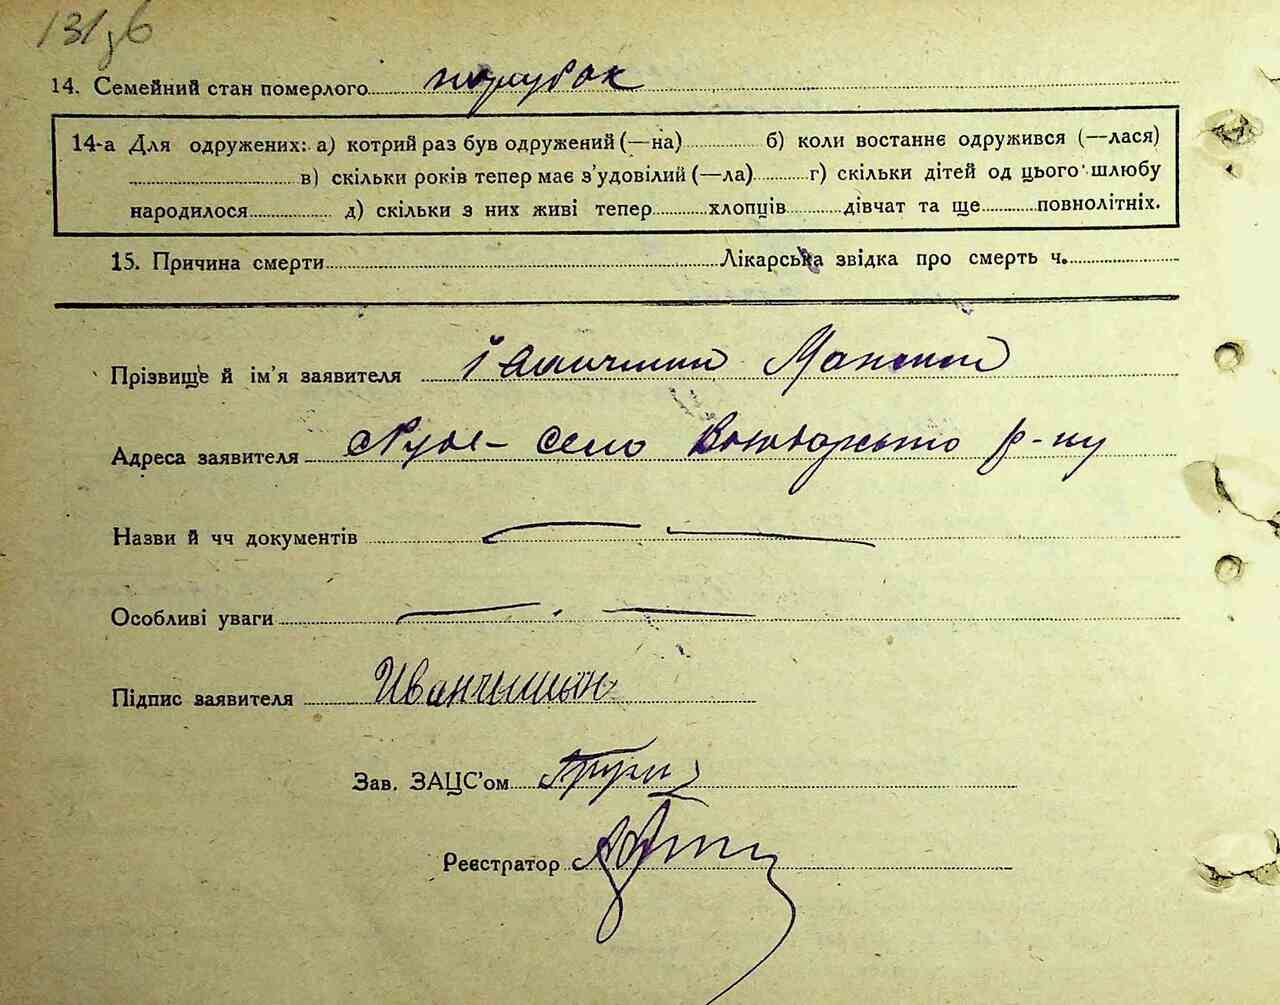 131зб
14. Семейний стан померлого парубок
14-а Для одружених: а) котрий раз був одружений (—на) б) коли востаннє одружився (—лася)
в) скільки років тепер має з'удовілий (—ла) г) скільки дітей од цього шлюбу
народилося д) скільки з них живі тепер хлопців дівчат та ще повнолітніх.
15. Причина смерти Лікарська звідка про смерть ч.
Прізвище й ім'я заявителя Іванчишин
Адреса заявителя Руде-село р-ну
Назви й чч документів —
Особливі уваги —
Підпис заявителя Иванчишин
Зав. ЗАЦС'ом
Реєстратор